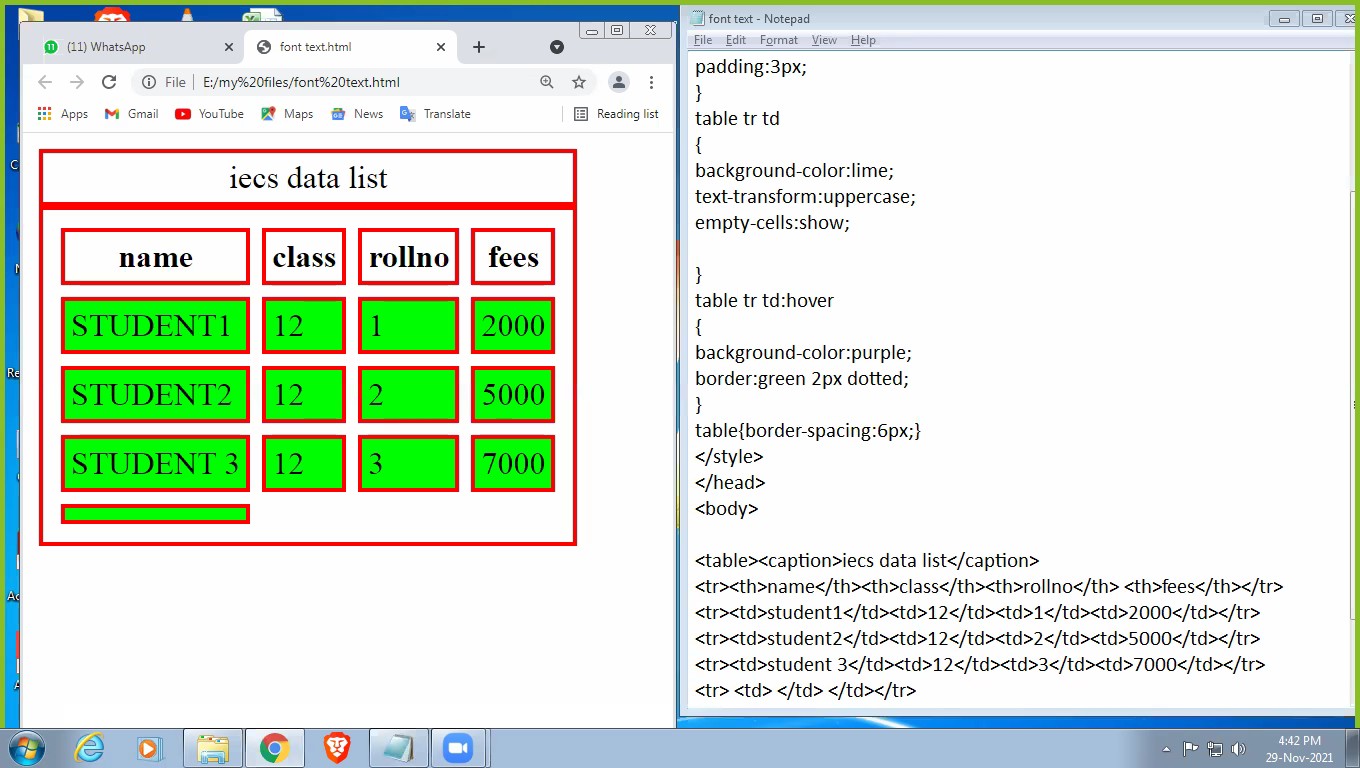 (11) WhatsApp
font text.html
File
E:/my%20files/font%20text.html
Apps
Gmail
YouTube
Maps
News
Translate
Reading list
iecs data list
name class rollno fees
STUDENT1 12 1 2000
STUDENT2 12 2 5000
STUDENT 3 12 3 7000
font text - Notepad
File Edit Format View Help
padding:3px;
}
table tr td
{
background-color:lime;
text-transform:uppercase;
empty-cells:show;
}
table tr td:hover
{
background-color:purple;
border:green 2px dotted;
}
table{border-spacing:6px;}
</style>
</head>
<body>
<table><caption>iecs data list</caption>
<tr><th>name</th><th>class</th><th>rollno</th> <th>fees</th></tr>
<tr><td>student1</td><td>12</td><td>1</td><td>2000</td></tr>
<tr><td>student2</td><td>12</td><td>2</td><td>5000</td></tr>
<tr><td>student 3</td><td>12</td><td>3</td><td>7000</td></tr>
<tr> <td> </td> </td></tr>
4:42 PM
29-Nov-2021